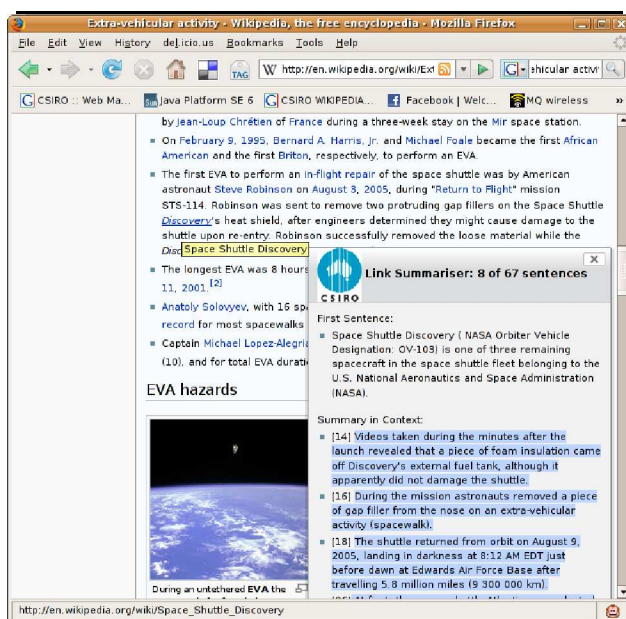 Extra-vehicular activity - Wikipedia, the free encyclopedia - Mozilla Firefox
File Edit View History del.icio.us Bookmarks Tools Help
TAG W http://en.wikipedia.org/wiki/Ext G ehicular activi
CSIRO :: Web Ma... Java Platform SE 6 CSIRO WIKIPEDIA... Facebook | Welc... MQ wireless »
by Jean-Loup Chrétien of France during a three-week stay on the Mir space station.
On February 9, 1995, Bernard A. Harris, Jr. and Michael Foale became the first African
American and the first Briton, respectively, to perform an EVA.
The first EVA to perform an in-flight repair of the space shuttle was by American
astronaut Steve Robinson on August 3, 2005, during "Return to Flight" mission
STS-114. Robinson was sent to remove two protruding gap fillers on the Space Shuttle
Discovery's heat shield, after engineers determined they might cause damage to the
shuttle upon re-entry. Robinson successfully removed the loose material while the
Disc
Space Shuttle Discovery
The longest EVA was 8 hours
11, 2001.[2]
Anatoly Solovyev, with 16 sp
record for most spacewalks
Captain Michael Lopez-Alegri
(10), and for total EVA durati
EVA hazards
During an untethered EVA the
CSIRO
Link Summariser: 8 of 67 sentences
First Sentence:
Space Shuttle Discovery ( NASA Orbiter Vehicle
Designation: OV-103) is one of three remaining
spacecraft in the space shuttle fleet belonging to the
U.S. National Aeronautics and Space Administration
(NASA).
Summary in Context:
[14] Videos taken during the minutes after the
launch revealed that a piece of foam insulation came
off Discovery's external fuel tank, although it
apparently did not damage the shuttle.
[16] During the mission astronauts removed a piece
of gap filler from the nose on an extra-vehicular
activity (spacewalk).
[18] The shuttle returned from orbit on August 9,
2005, landing in darkness at 8:12 AM EDT just
before dawn at Edwards Air Force Base after
travelling 5.8 million miles (9 300 000 km).
http://en.wikipedia.org/wiki/Space_Shuttle_Discovery